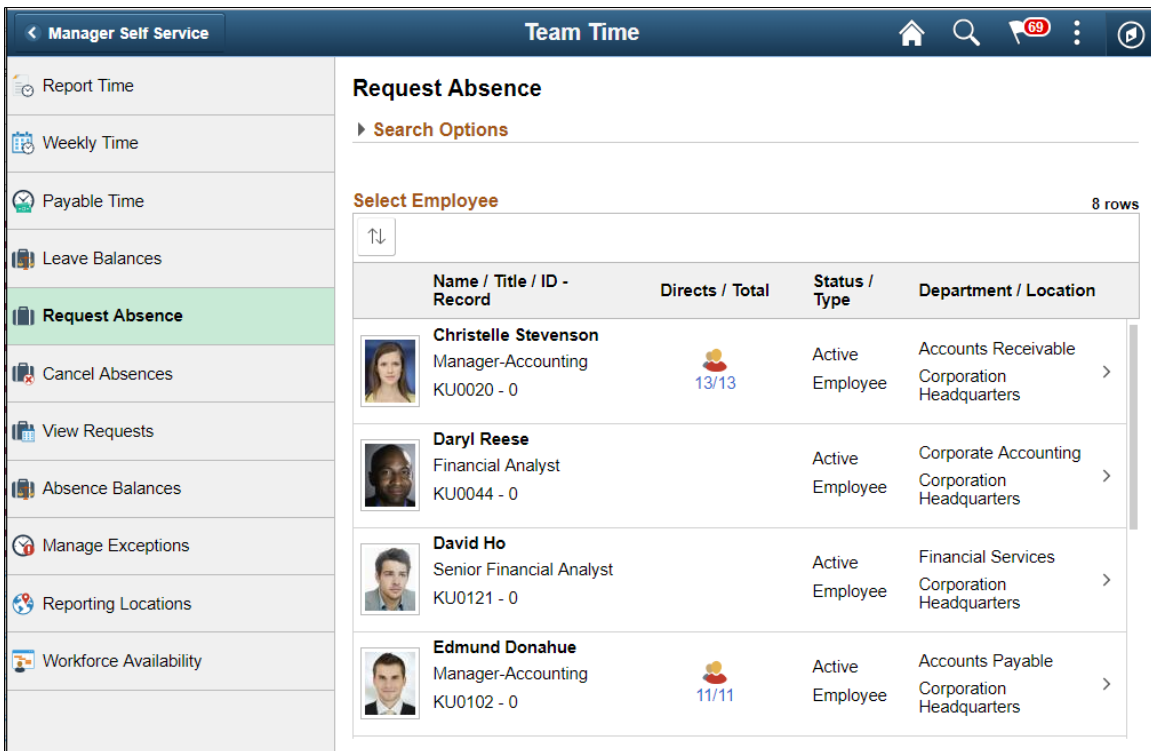 Manager Self Service
Team Time
69
Report Time
Weekly Time
Payable Time
Leave Balances
Request Absence
Cancel Absences
View Requests
Absence Balances
Manage Exceptions
Reporting Locations
Workforce Availability
Request Absence
Search Options
Select Employee
8 rows
Name / Title / ID -
Record
Directs / Total
Status /
Type
Department / Location
Christelle Stevenson
Manager-Accounting
KU0020 - 0
13/13
Active
Employee
Accounts Receivable
Corporation
Headquarters
Daryl Reese
Financial Analyst
KU0044 - 0
Active
Employee
Corporate Accounting
Corporation
Headquarters
David Ho
Senior Financial Analyst
KU0121 - 0
Active
Employee
Financial Services
Corporation
Headquarters
Edmund Donahue
Manager-Accounting
KU0102 - 0
11/11
Active
Employee
Accounts Payable
Corporation
Headquarters